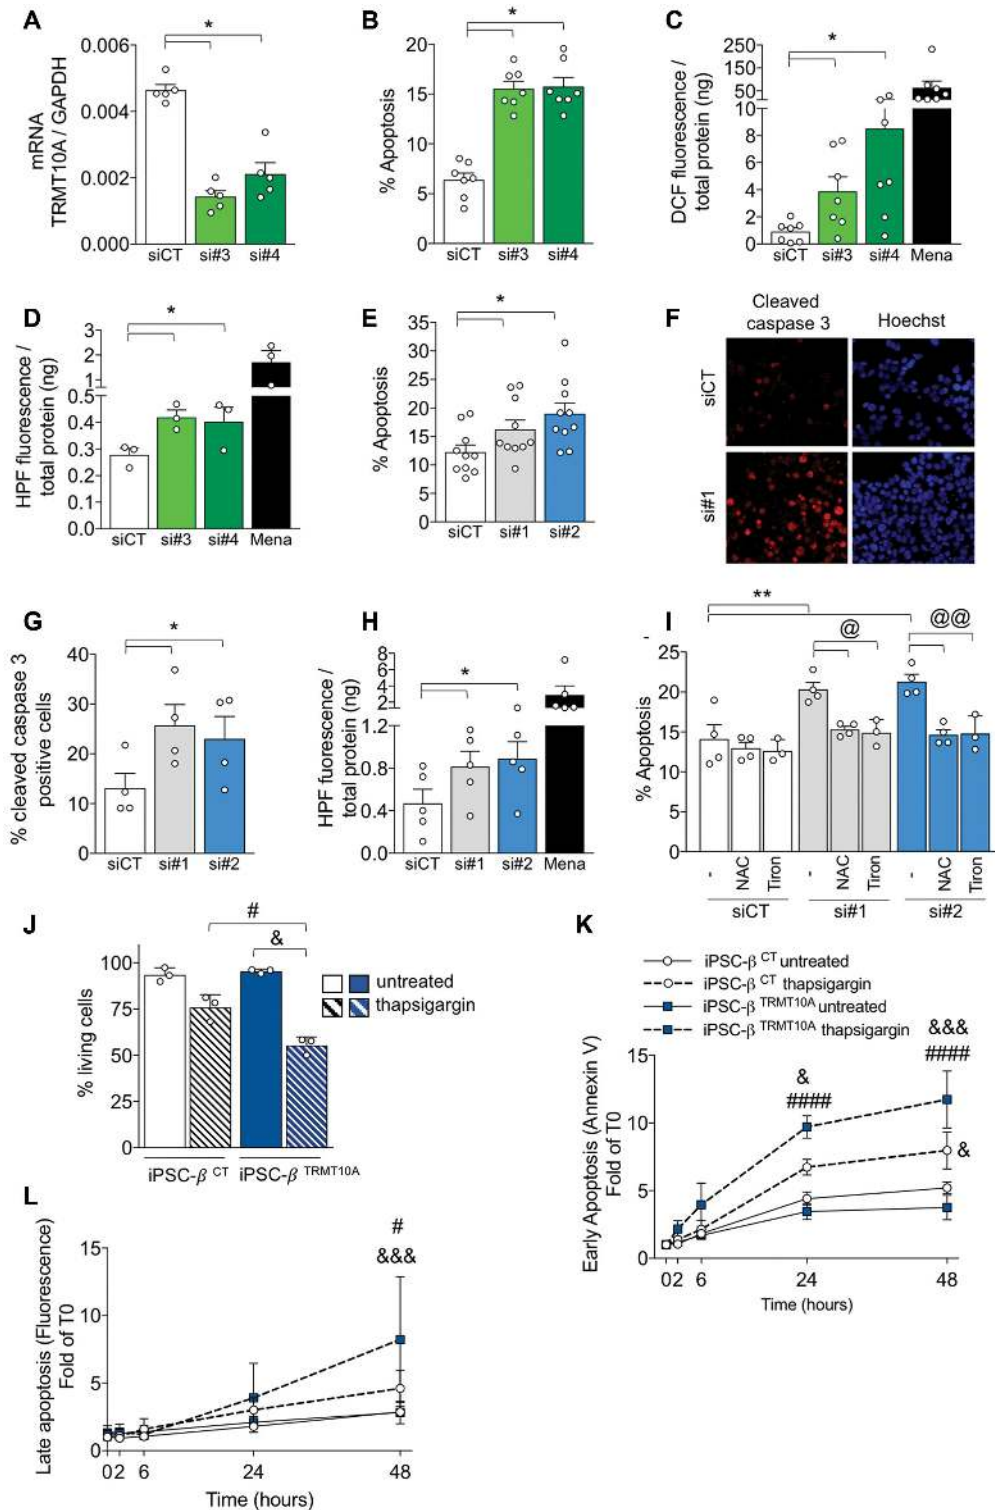 A
mRNA
TRMT10A / GAPDH
0.006
0.004
0.002
0.000
*
siCT si#3 si#4
B
% Apoptosis
20
15
10
5
0
*
siCT si#3 si#4
C
DCF fluorescence /
total protein (ng)
250
150
50
10
8
6
4
2
0
*
siCT si#3 si#4 Mena
D
HPF fluorescence /
total protein (ng)
3
2
1
0.5
0.4
0.3
0.2
0.1
0.0
*
siCT si#3 si#4 Mena
E
% Apoptosis
35
30
25
20
15
10
5
0
*
siCT si#1 si#2
F
Cleaved
caspase 3
Hoechst
siCT
si#1
G
% cleaved caspase 3
positive cells
40
30
20
10
0
*
siCT si#1 si#2
H
HPF fuorescence /
total protein (ng)
8
6
4
2
1.2
0.8
0.4
0.0
*
siCT si#1 si#2 Mena
I
-
% Apoptosis
25
20
15
10
5
0
**
@
@@
- NAC Tiron - NAC Tiron - NAC Tiron
siCT si#1 si#2
J
% living cells
100
75
50
25
0
#
&
untreated
thapsigargin
iPSC-β CT iPSC-β TRMT10A
K
iPSC-β CT untreated
iPSC-β CT thapsigargin
iPSC-β TRMT10A untreated
iPSC-β TRMT10A thapsigargin
Early Apoptosis (Annexin V)
Fold of T0
15
10
5
0
&
####
&&&
####
&
0 2 6 24 48
Time (hours)
L
Late apoptosis (Fluorescence)
Fold of T0
15
10
5
0
#
&&&
0 2 6 24 48
Time (hours)